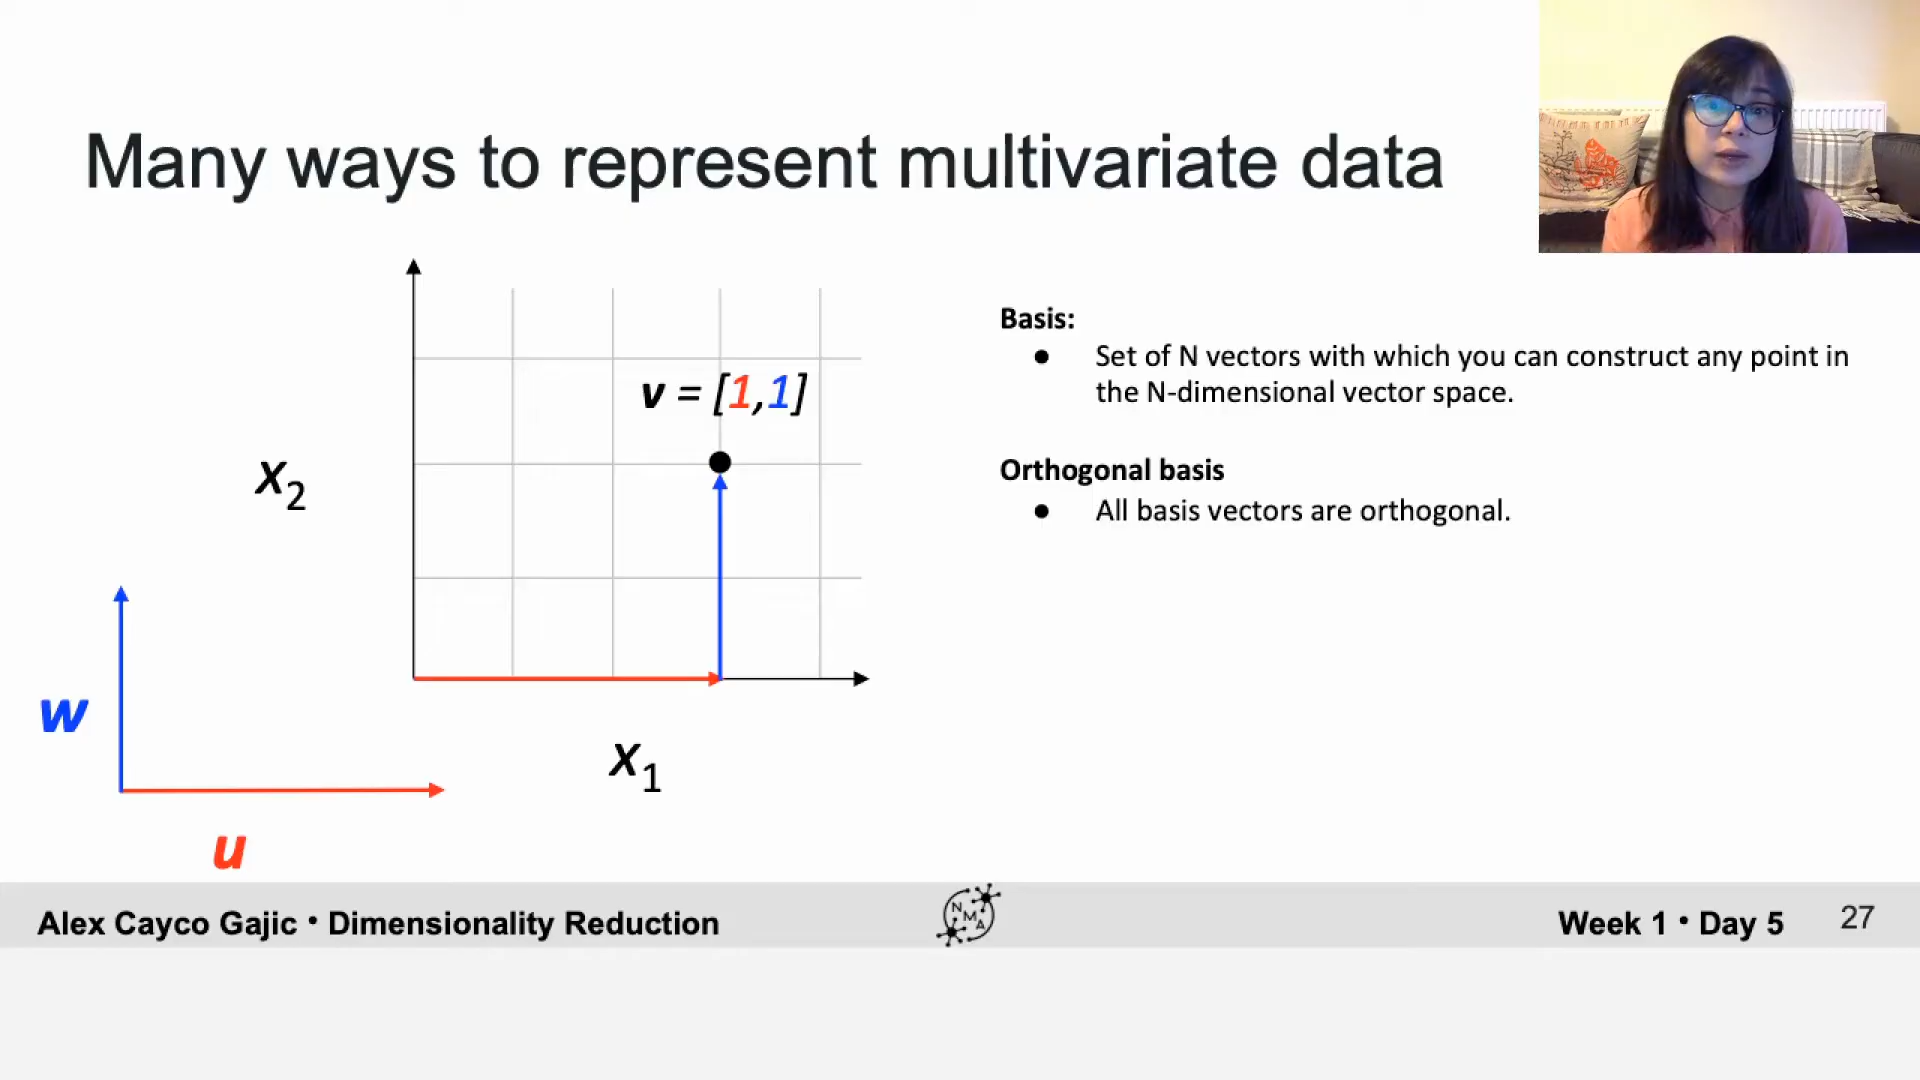 Many ways to represent multivariate data
v = [1,1]
x2
x1
w
u
Basis:
● Set of N vectors with which you can construct any point in
the N-dimensional vector space.
Orthogonal basis
● All basis vectors are orthogonal.
Alex Cayco Gajic • Dimensionality Reduction
NMA
Week 1 • Day 5 27